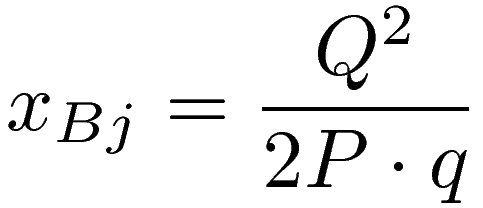 x_{Bj} = \frac{Q^2}{2P \cdot q}